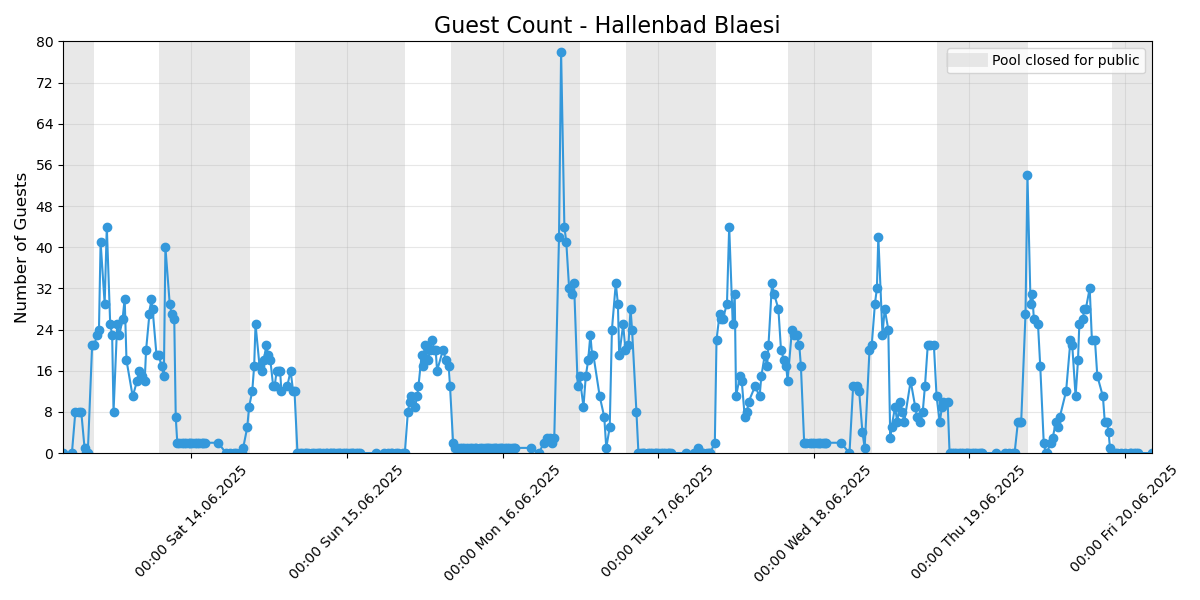 Guest Count - Hallenbad Blaesi
Pool closed for public
Number of Guests
80
72
64
56
48
40
32
24
16
8
0
00:00 Sat 14.06.2025
00:00 Sun 15.06.2025
00:00 Mon 16.06.2025
00:00 Tue 17.06.2025
00:00 Wed 18.06.2025
00:00 Thu 19.06.2025
00:00 Fri 20.06.2025